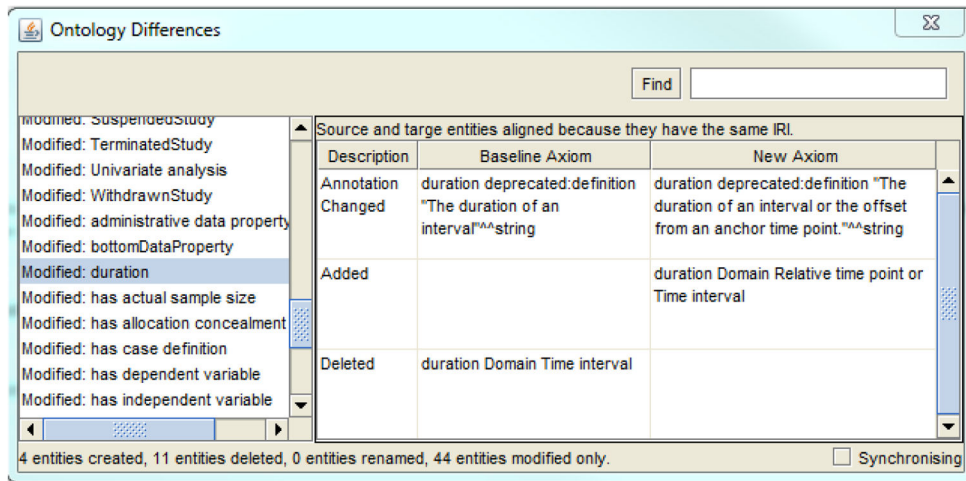 Ontology Differences
Find
Modified: SuspendedStudy
Modified: TerminatedStudy
Modified: Univariate analysis
Modified: WithdrawnStudy
Modified: administrative data property
Modified: bottomDataProperty
Modified: duration
Modified: has actual sample size
Modified: has allocation concealment
Modified: has case definition
Modified: has dependent variable
Modified: has independent variable
Source and targe entities aligned because they have the same IRI.
Description Baseline Axiom New Axiom
Annotation
Changed
duration deprecated:definition
"The duration of an
interval"^^string
duration deprecated:definition "The
duration of an interval or the offset
from an anchor time point."^^string
Added
duration Domain Relative time point or
Time interval
Deleted
duration Domain Time interval
4 entities created, 11 entities deleted, 0 entities renamed, 44 entities modified only.
Synchronising